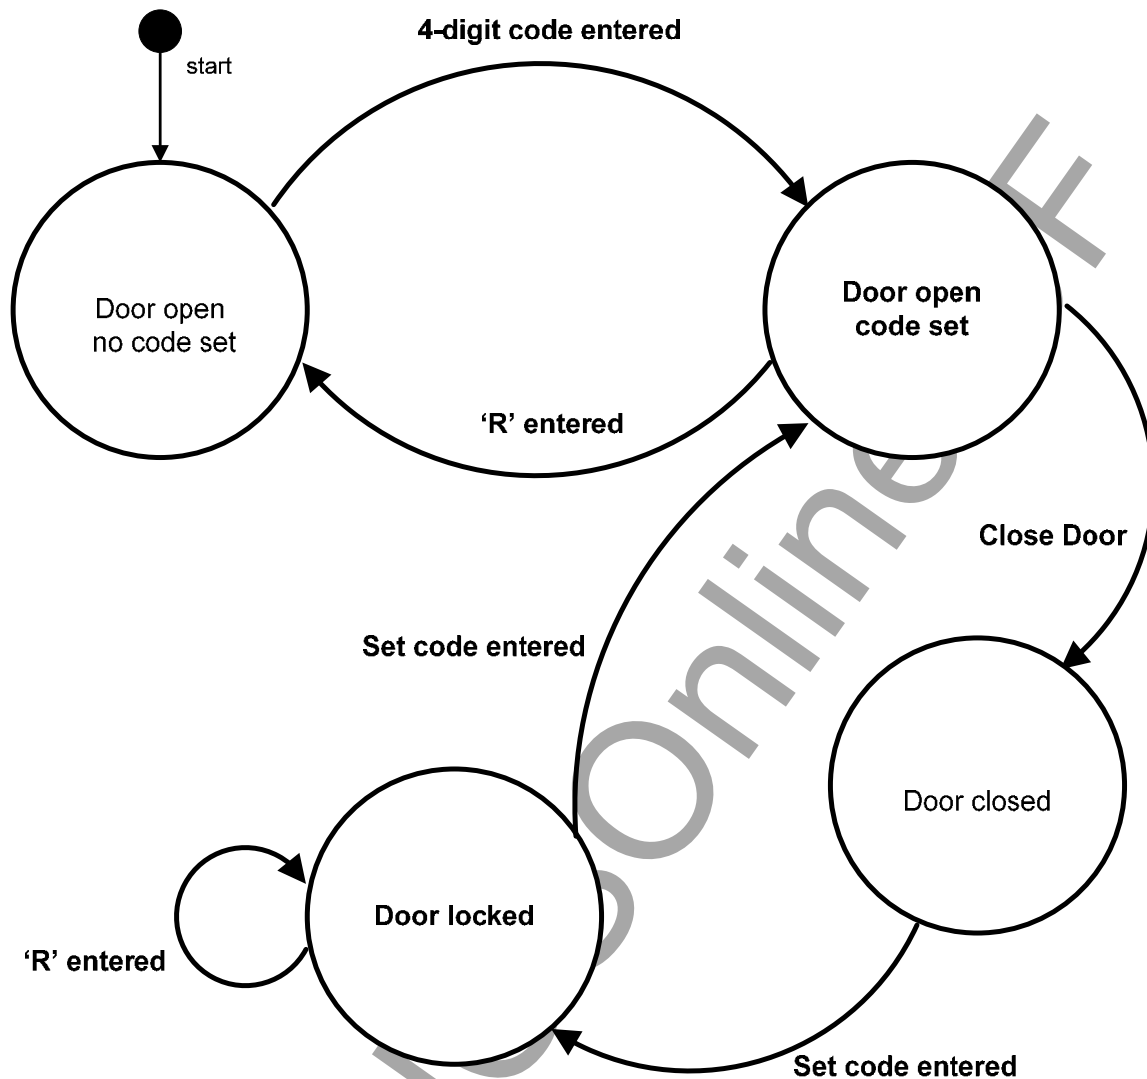 4-digit code entered
start
Door open
no code set
Door open
code set
‘R’ entered
Close Door
Set code entered
Door closed
Door locked
‘R’ entered
Set code entered